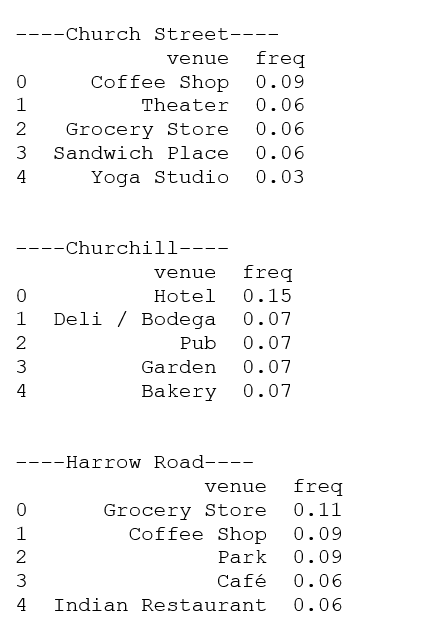 ----Church Street----
venue freq
0 Coffee Shop 0.09
1 Theater 0.06
2 Grocery Store 0.06
3 Sandwich Place 0.06
4 Yoga Studio 0.03
----Churchill----
venue freq
0 Hotel 0.15
1 Deli / Bodega 0.07
2 Pub 0.07
3 Garden 0.07
4 Bakery 0.07
----Harrow Road----
venue freq
0 Grocery Store 0.11
1 Coffee Shop 0.09
2 Park 0.09
3 Café 0.06
4 Indian Restaurant 0.06